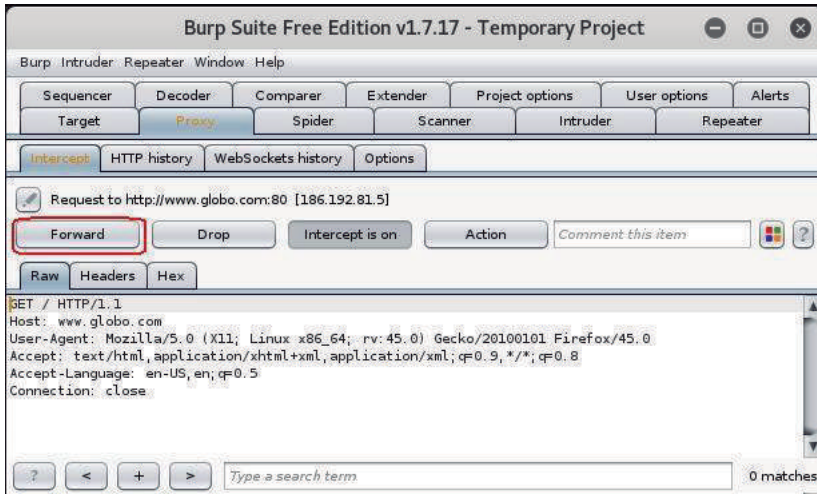 Burp Suite Free Edition v1.7.17 - Temporary Project
Burp Intruder Repeater Window Help
Sequencer Decoder Comparer Extender Project options User options Alerts
Target Proxy Spider Scanner Intruder Repeater
Intercept HTTP history WebSockets history Options
Request to http://www.globo.com:80 [186.192.81.5]
Forward Drop Intercept is on Action Comment this item ?
Raw Headers Hex
GET / HTTP/1.1
Host: www.globo.com
User-Agent: Mozilla/5.0 (X11; Linux x86_64; rv:45.0) Gecko/20100101 Firefox/45.0
Accept: text/html,application/xhtml+xml,application/xml;q=0.9,*/*;q=0.8
Accept-Language: en-US,en;q=0.5
Connection: close
? < + > Type a search term 0 matches